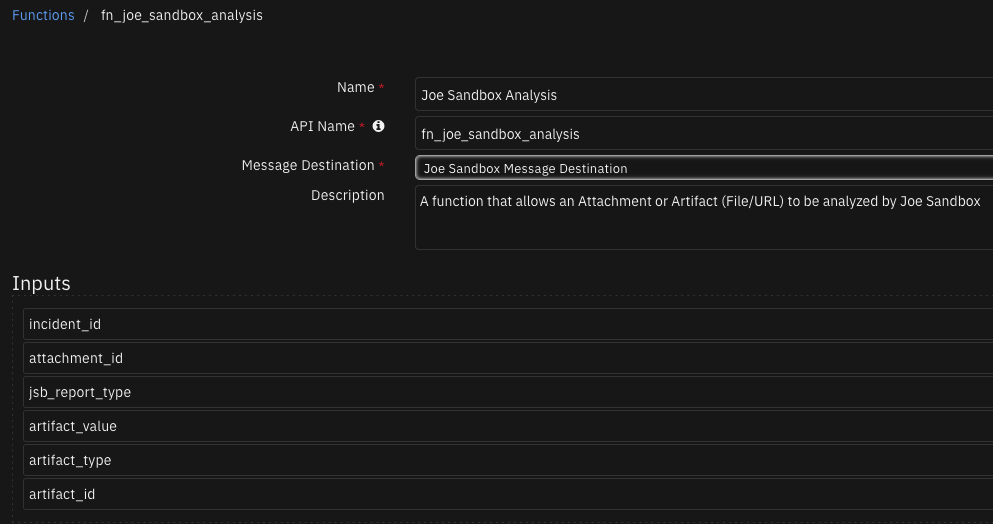 Functions / fn_joe_sandbox_analysis
Name *
Joe Sandbox Analysis
API Name *
fn_joe_sandbox_analysis
Message Destination *
Joe Sandbox Message Destination
Description
A function that allows an Attachment or Artifact (File/URL) to be analyzed by Joe Sandbox
Inputs
incident_id
attachment_id
jsb_report_type
artifact_value
artifact_type
artifact_id